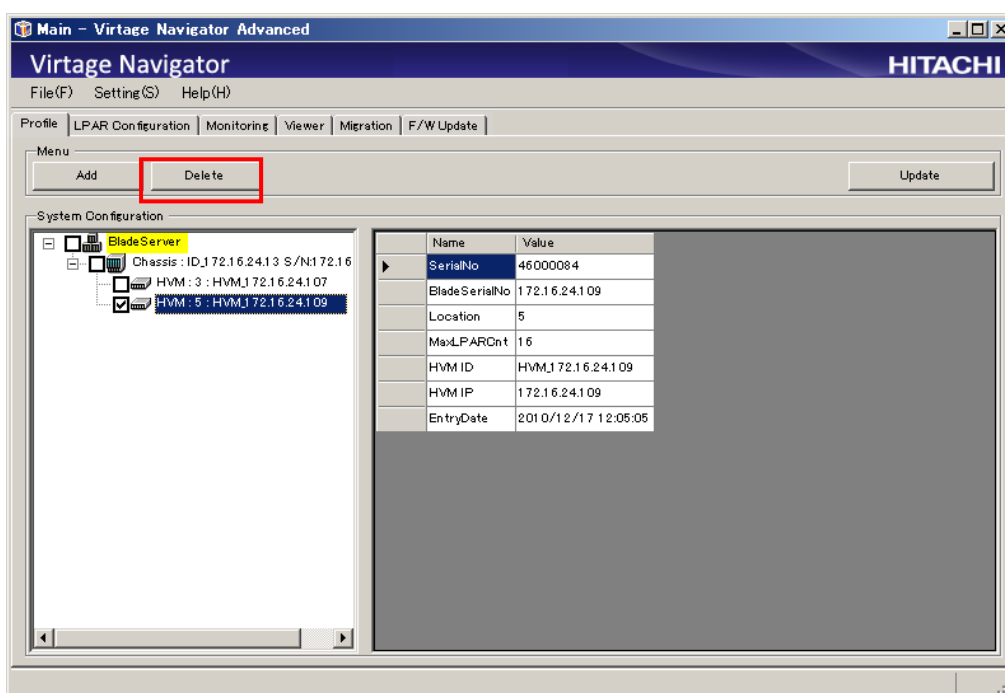 Main - Virtage Navigator Advanced
Virtage Navigator
HITACHI
File(F) Setting(S) Help(H)
Profile LPAR Configuration Monitoring Viewer Migration F/W Update
Menu
Add Delete Update
System Configuration
BladeServer
Chassis : ID_172.16.24.13 S/N:172.16
HVM : 3 : HVM_172.16.24.107
HVM : 5 : HVM_172.16.24.109
Name Value
SerialNo 46000084
BladeSerialNo 172.16.24.109
Location 5
MaxLPARCnt 16
HVM ID HVM_172.16.24.109
HVM IP 172.16.24.109
EntryDate 2010/12/17 12:05:05